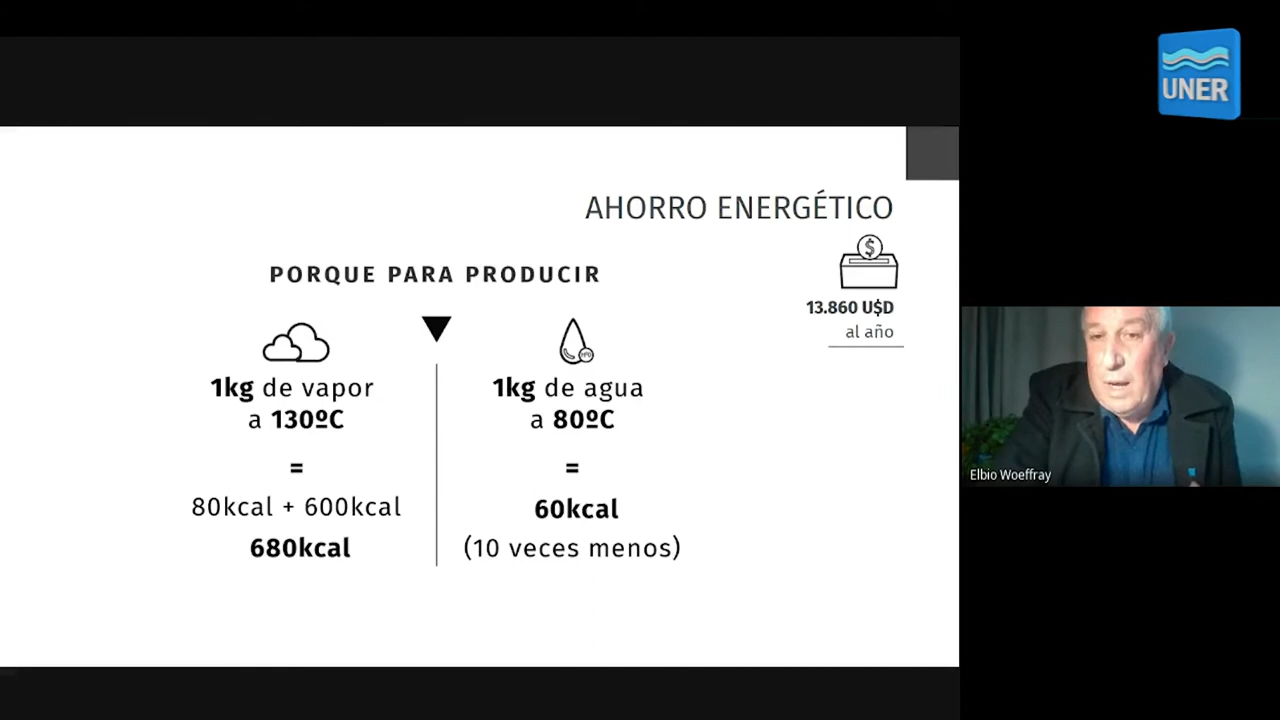 UNER
AHORRO ENERGÉTICO
$
13.860 U$D
al año
PORQUE PARA PRODUCIR
1kg de vapor
a 130ºC
=
80kcal + 600kcal
680kcal
1kg de agua
a 80ºC
=
60kcal
(10 veces menos)
Elbio Woeffray